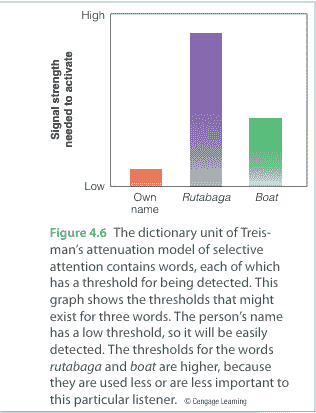 High
Signal strength
needed to activate
Low
Own
name
Rutabaga
Boat
Figure 4.6 The dictionary unit of Treis-
man's attenuation model of selective
attention contains words, each of which
has a threshold for being detected. This
graph shows the thresholds that might
exist for three words. The person's name
has a low threshold, so it will be easily
detected. The thresholds for the words
rutabaga and boat are higher, because
they are used less or are less important to
this particular listener. © Cengage Learning